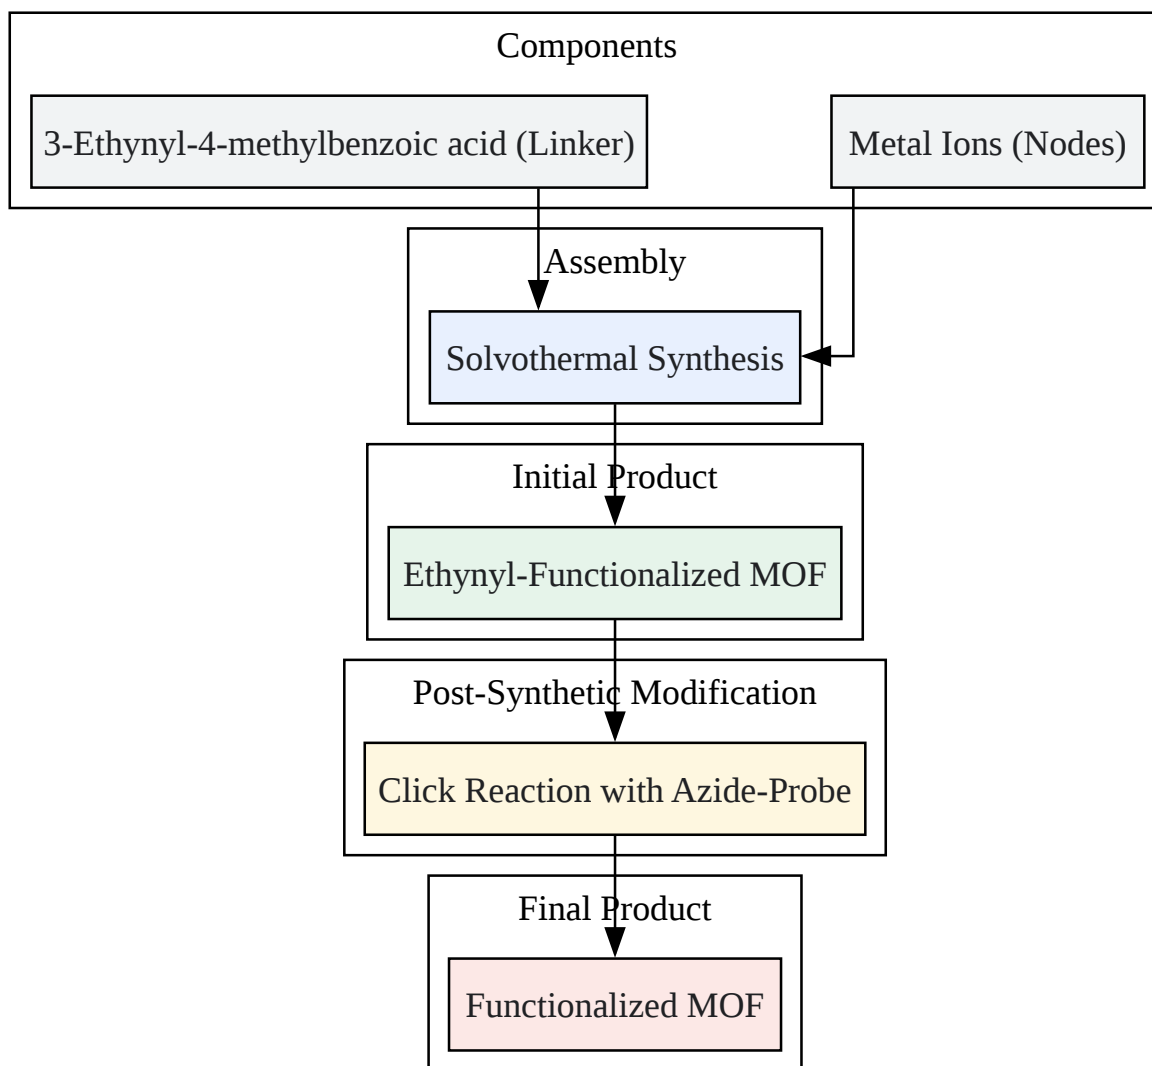 Components
3-Ethynyl-4-methylbenzoic acid (Linker)
Metal Ions (Nodes)
Assembly
Solvothermal Synthesis
Initial Product
Ethynyl-Functionalized MOF
Post-Synthetic Modification
Click Reaction with Azide-Probe
Final Product
Functionalized MOF